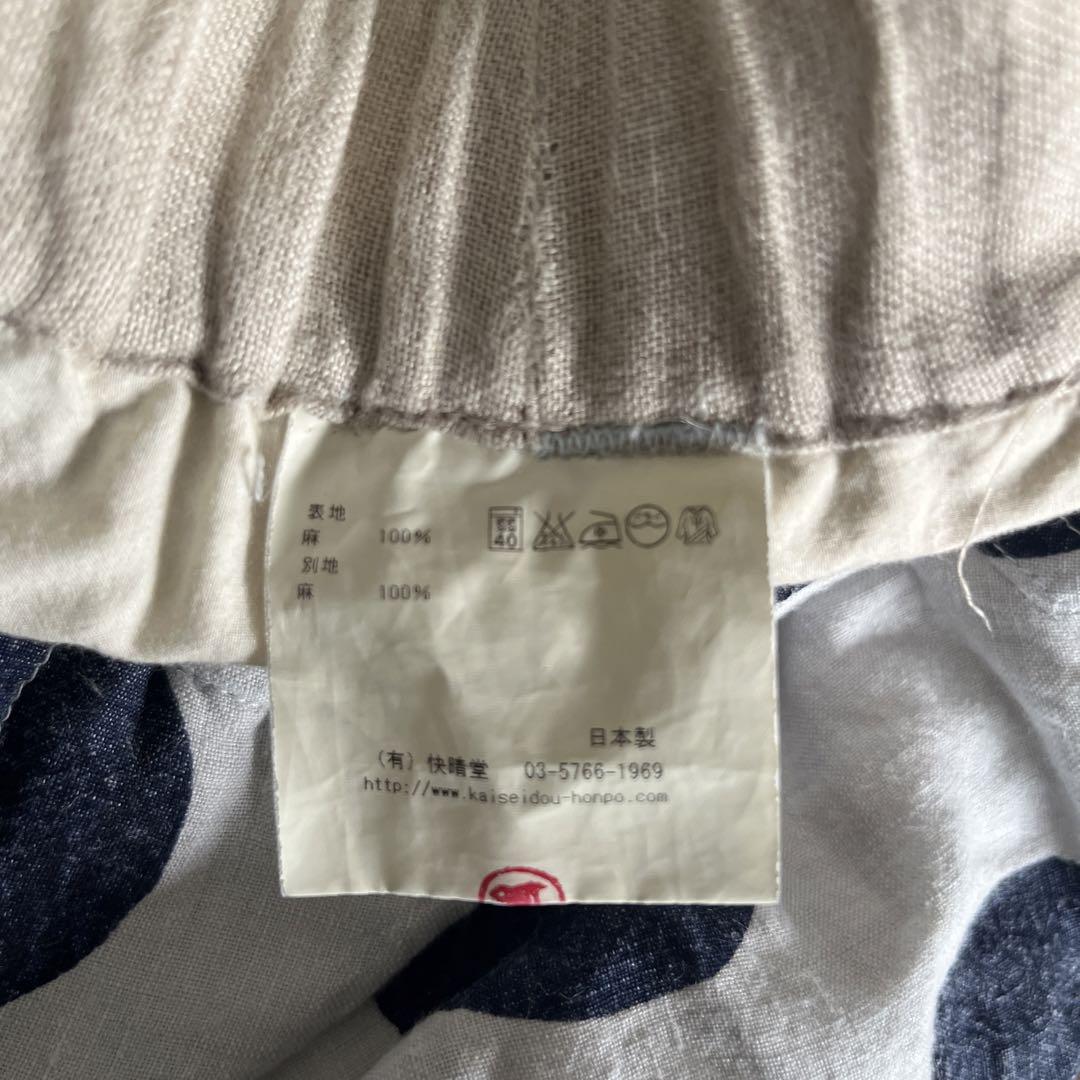 表地
麻 100%
別地
麻 100%
40
日本製
(有) 快晴堂 03-5766-1969
http://www.kaiseidou-honpo.com